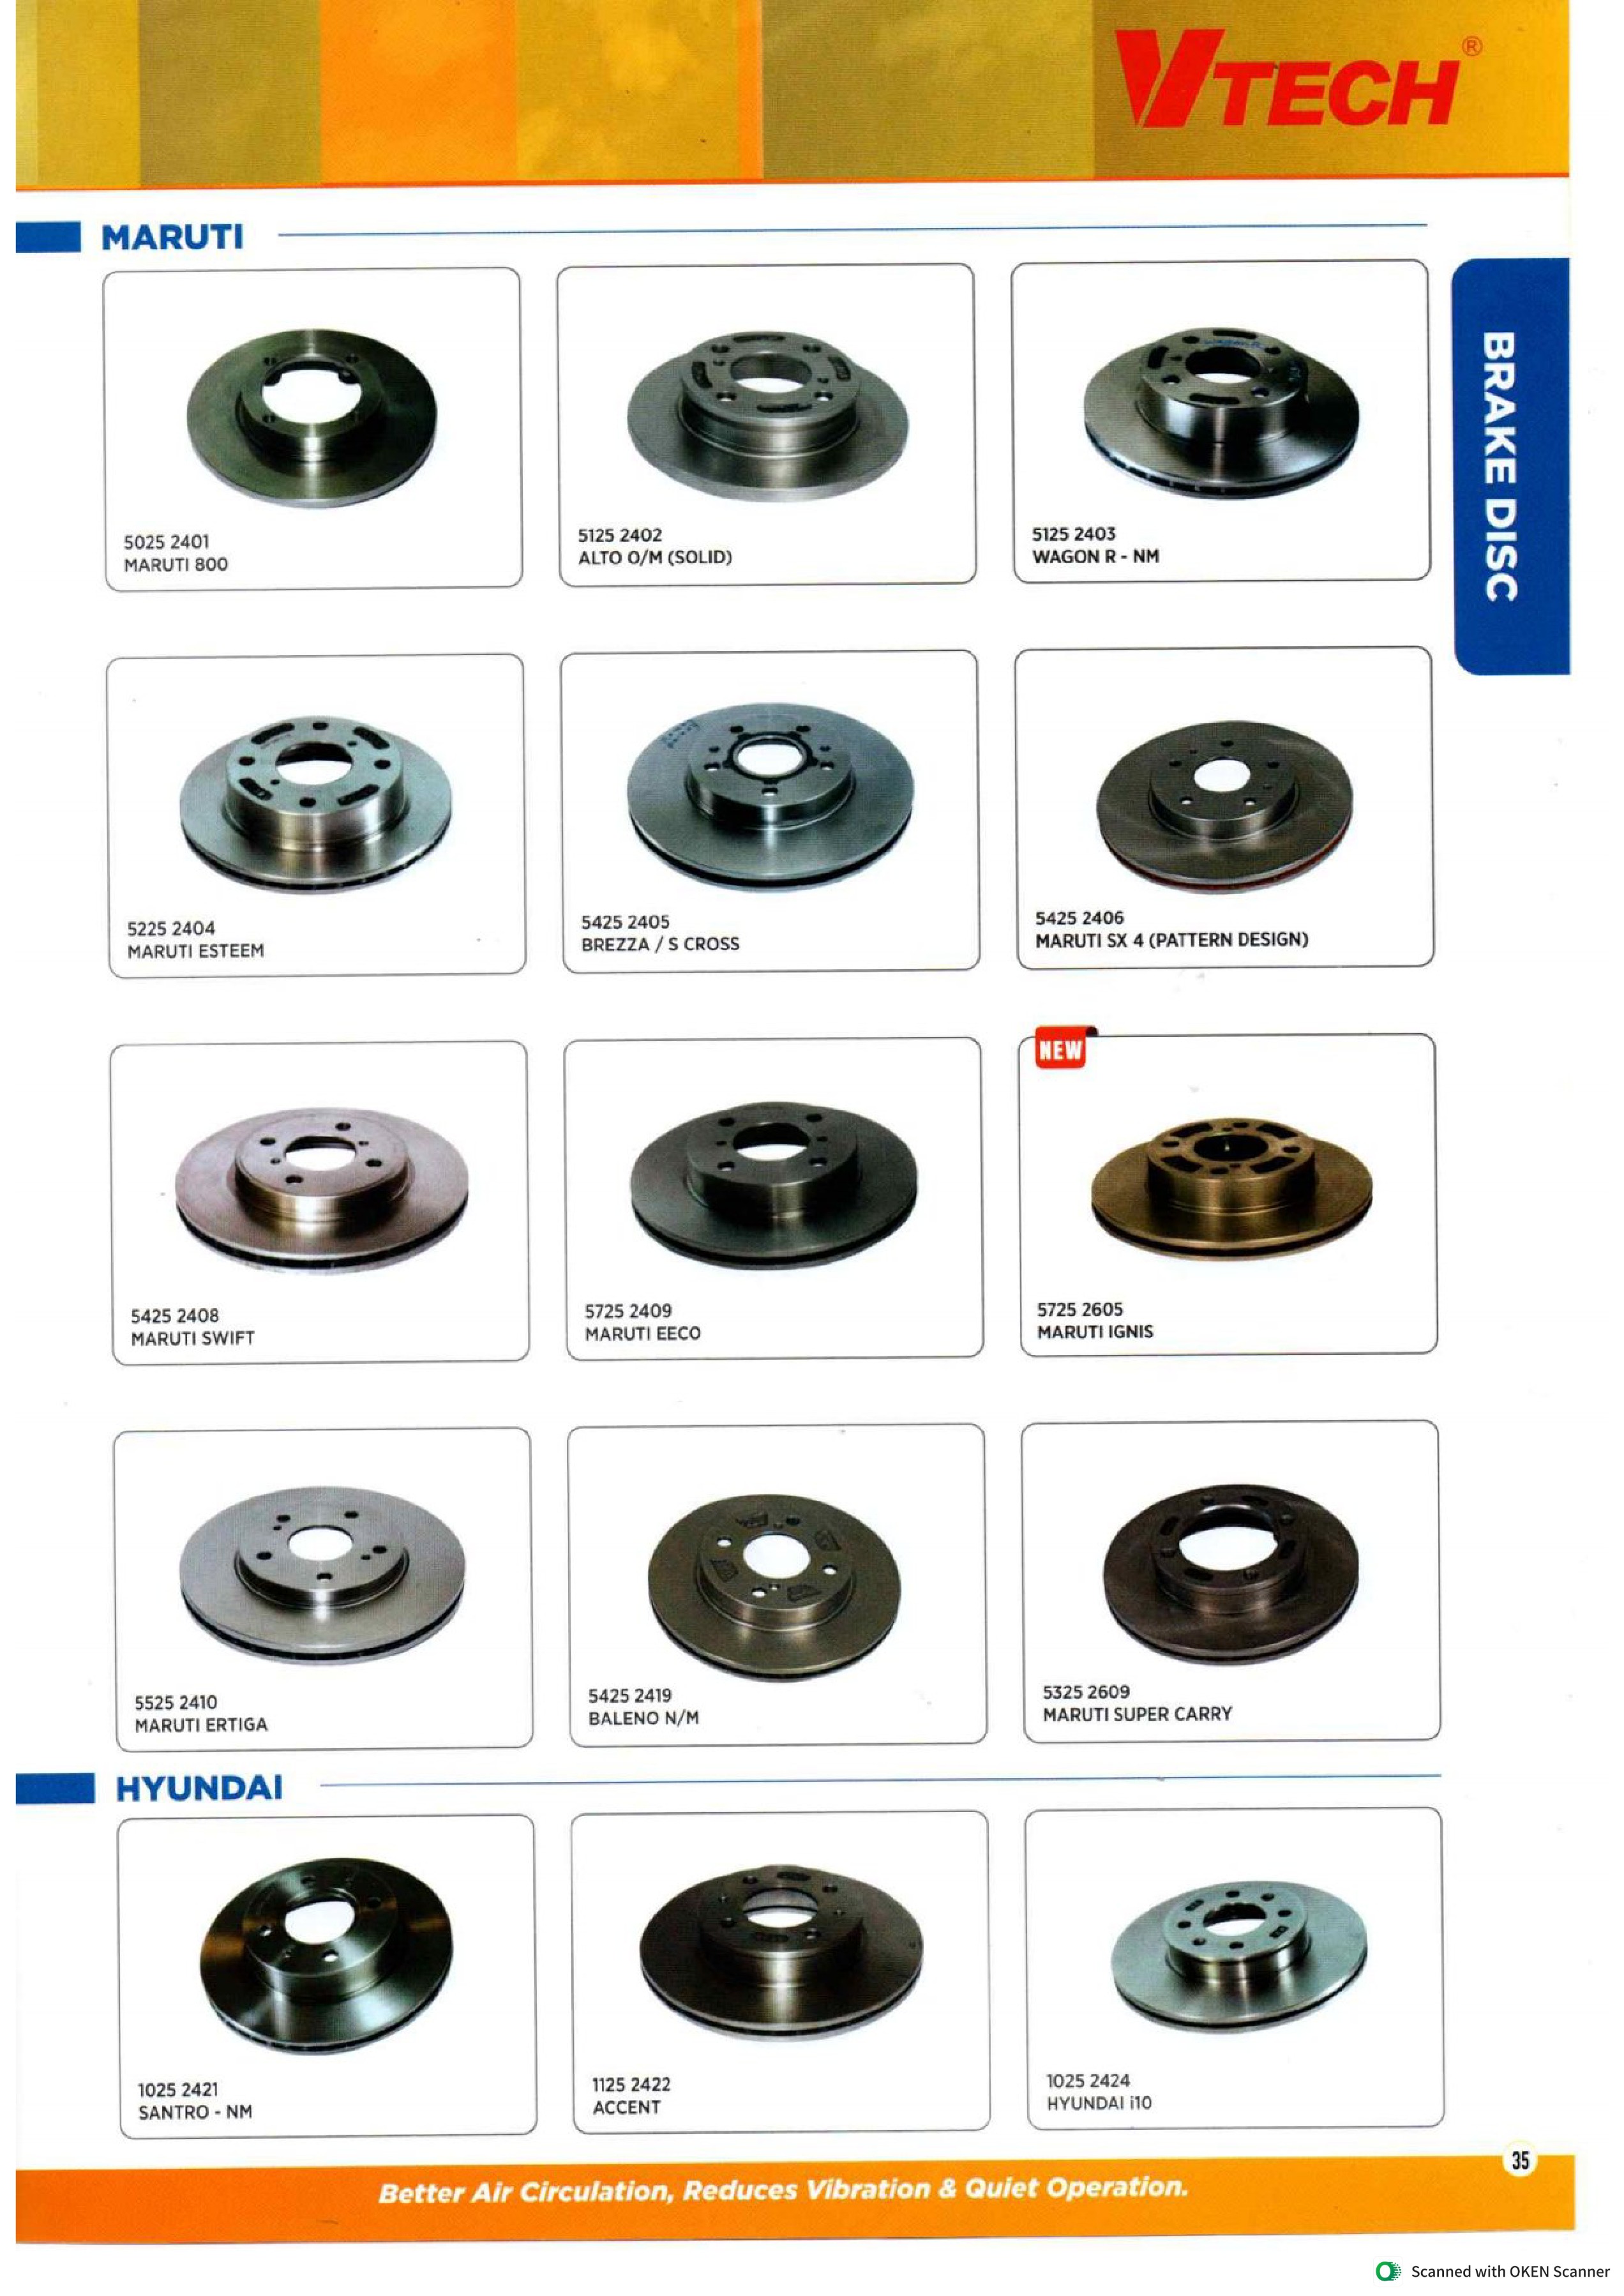 VTECH®
MARUTI
BRAKE DISC
5025 2401
MARUTI 800
5125 2402
ALTO O/M (SOLID)
5125 2403
WAGON R - NM
5225 2404
MARUTI ESTEEM
5425 2405
BREZZA / S CROSS
5425 2406
MARUTI SX 4 (PATTERN DESIGN)
5425 2408
MARUTI SWIFT
5725 2409
MARUTI EECO
NEW
5725 2605
MARUTI IGNIS
5525 2410
MARUTI ERTIGA
5425 2419
BALENO N/M
5325 2609
MARUTI SUPER CARRY
HYUNDAI
1025 2421
SANTRO - NM
1125 2422
ACCENT
1025 2424
HYUNDAI i10
35
Better Air Circulation, Reduces Vibration & Quiet Operation.
Scanned with OKEN Scanner